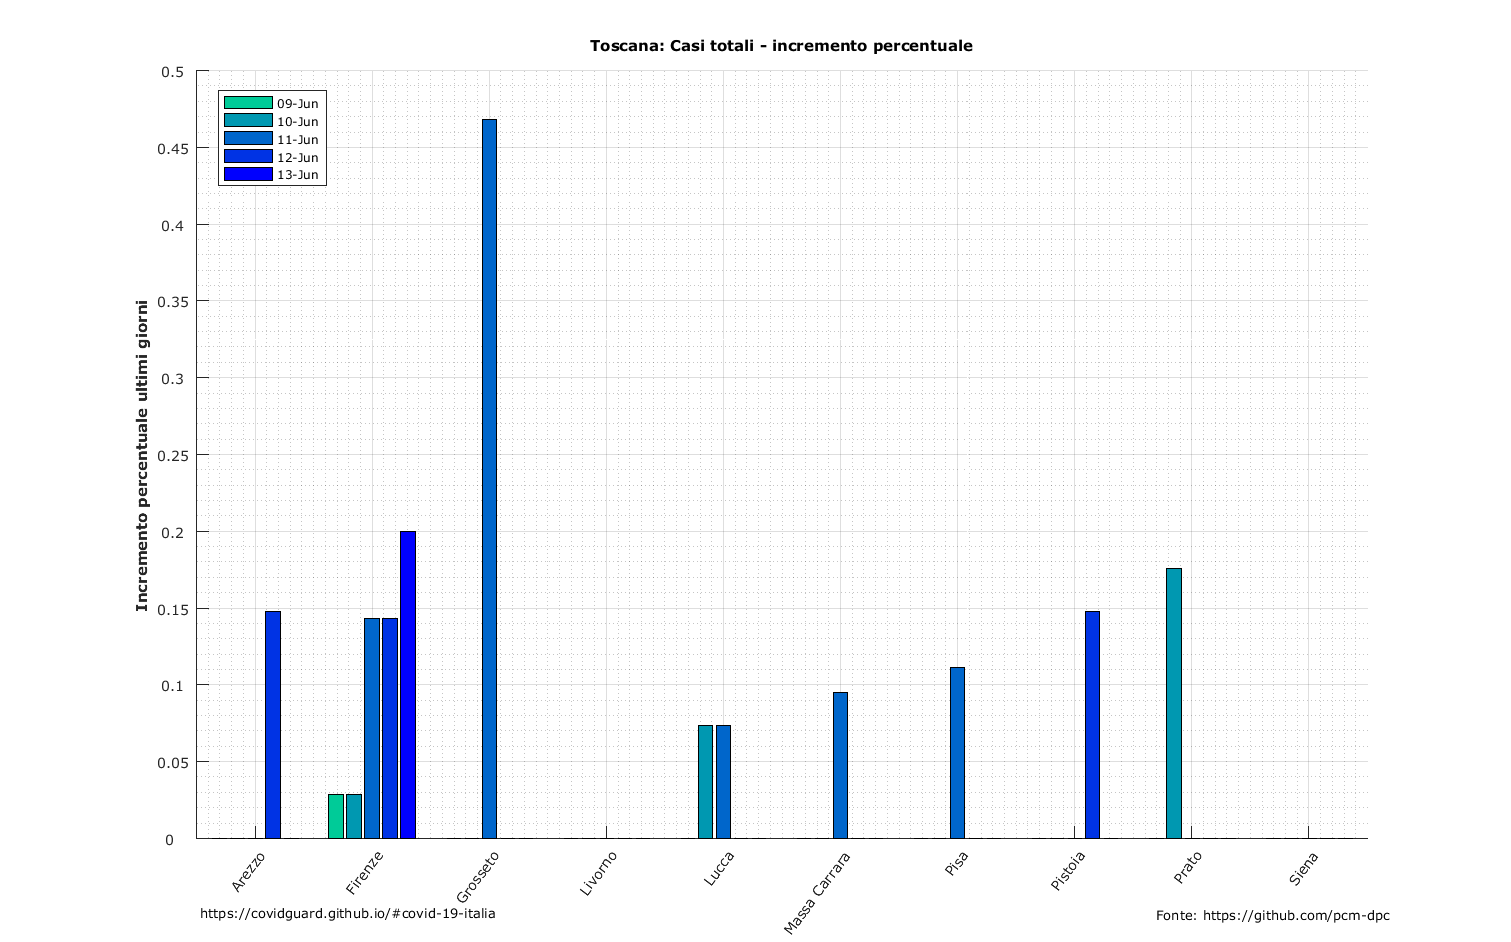 Toscana: Casi totali - incremento percentuale
Incremento percentuale ultimi giorni
0.5
0.45
0.4
0.35
0.3
0.25
0.2
0.15
0.1
0.05
0
09-Jun
10-Jun
11-Jun
12-Jun
13-Jun
Arezzo
Firenze
Grosseto
Livorno
Lucca
Massa Carrara
Pisa
Pistoia
Prato
Siena
https://covidguard.github.io/#covid-19-italia
Fonte: https://github.com/pcm-dpc